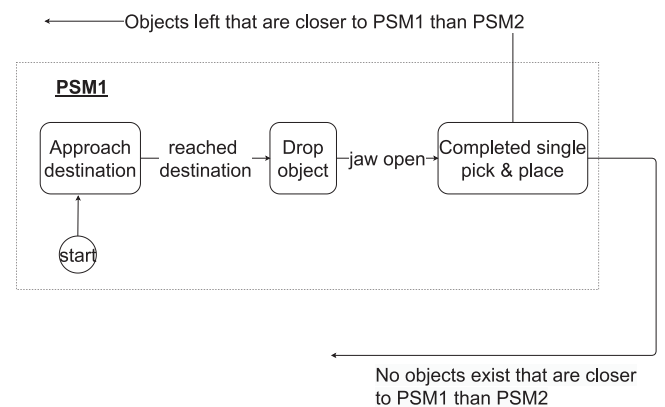 Objects left that are closer to PSM1 than PSM2
PSM1
Approach
destination
reached
destination
Drop
object
jaw open
Completed single
pick & place
start
No objects exist that are closer
to PSM1 than PSM2